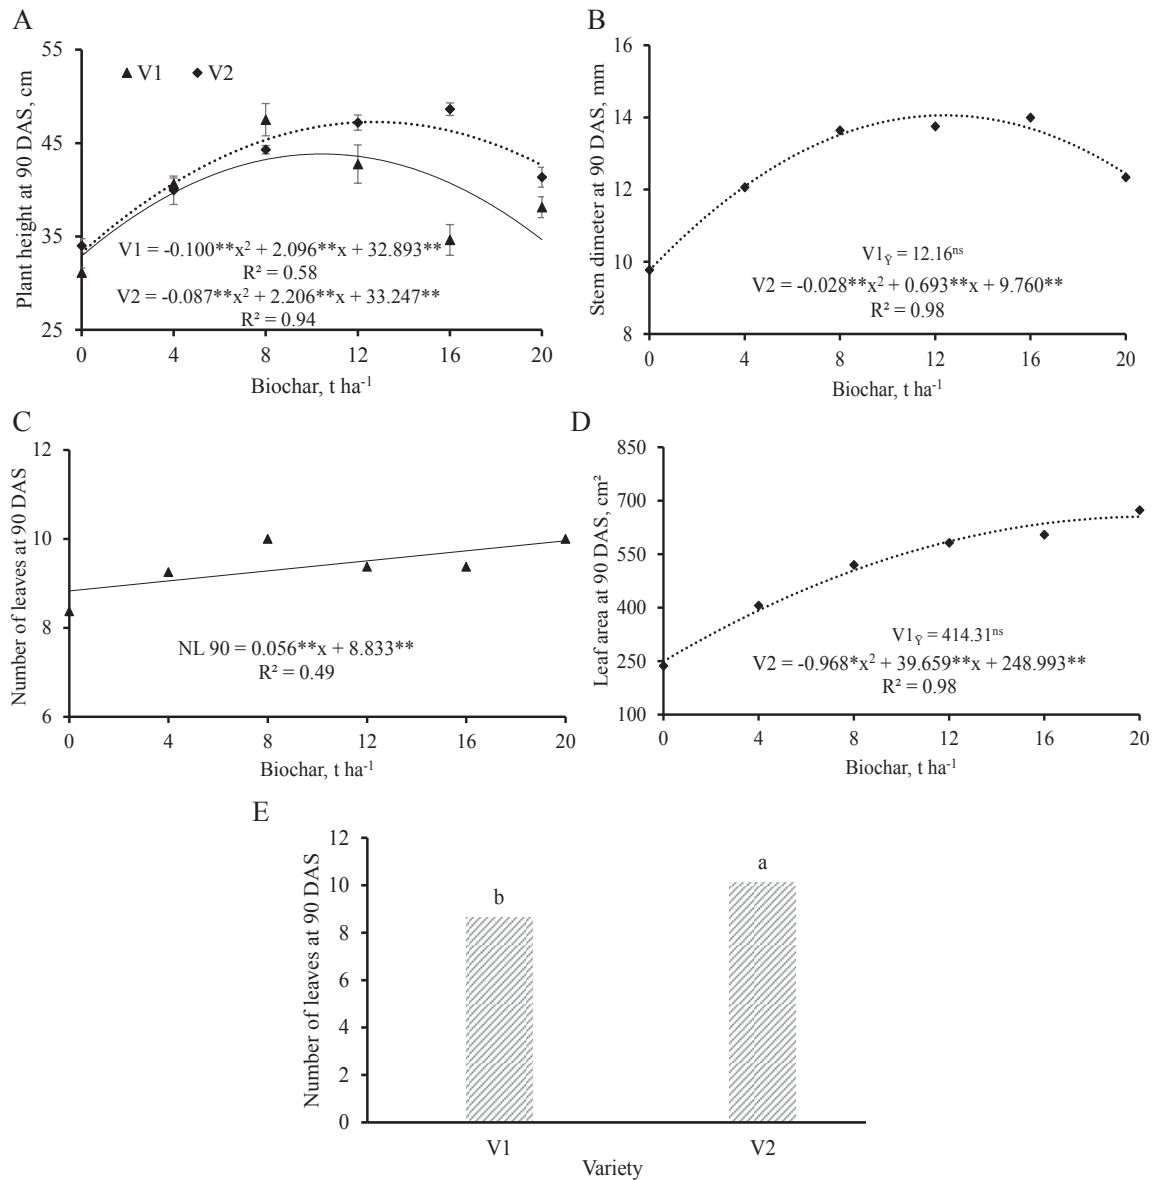 A
Plant height at 90 DAS, cm
55
45
35
25
V1 V2
V1 = -0.100**x² + 2.096**x + 32.893**
R² = 0.58
V2 = -0.087**x² + 2.206**x + 33.247**
R² = 0.94
0 4 8 12 16 20
Biochar, t ha⁻¹
B
Stem dimeter at 90 DAS, mm
16
14
12
10
8
V1Ȳ = 12.16ns
V2 = -0.028**x² + 0.693**x + 9.760**
R² = 0.98
0 4 8 12 16 20
Biochar, t ha⁻¹
C
Number of leaves at 90 DAS
12
10
8
6
NL 90 = 0.056**x + 8.833**
R² = 0.49
0 4 8 12 16 20
Biochar, t ha⁻¹
D
Leaf area at 90 DAS, cm²
850
700
550
400
250
100
V1Ȳ = 414.31ns
V2 = -0.968*x² + 39.659**x + 248.993**
R² = 0.98
0 4 8 12 16 20
Biochar, t ha⁻¹
E
Number of leaves at 90 DAS
12
10
8
6
4
2
0
b
a
V1 V2
Variety